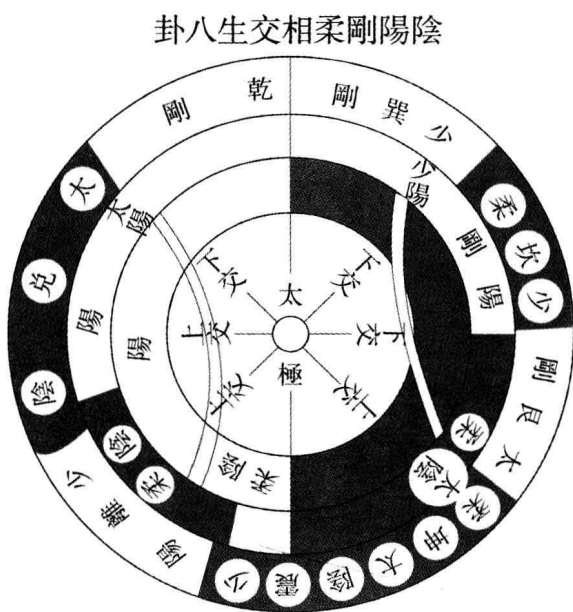 卦八生交相柔剛陽陰
乾剛
少巽剛
太兌陰
少離陽
少震
陰太坤柔
太艮剛
柔坎少
太陽
少陽
剛陽
陽
陽
陰柔
柔陰
柔
太陰
下交
下交
上交
下交
上交
上交
太
極